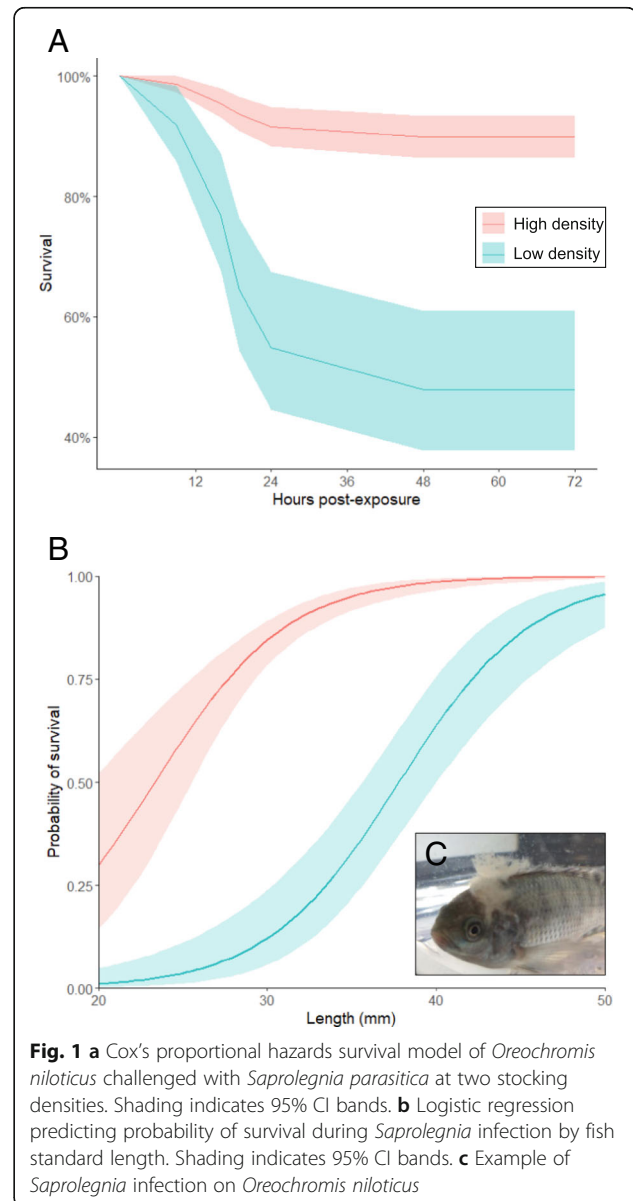 A
100%
80%
60%
40%
Survival
High density
Low density
12 24 36 48 60 72
Hours post-exposure
B
1.00
0.75
0.50
0.25
0.00
Probability of survival
C
20 30 40 50
Length (mm)
Fig. 1 a Cox's proportional hazards survival model of Oreochromis
niloticus challenged with Saprolegnia parasitica at two stocking
densities. Shading indicates 95% CI bands. b Logistic regression
predicting probability of survival during Saprolegnia infection by fish
standard length. Shading indicates 95% CI bands. c Example of
Saprolegnia infection on Oreochromis niloticus